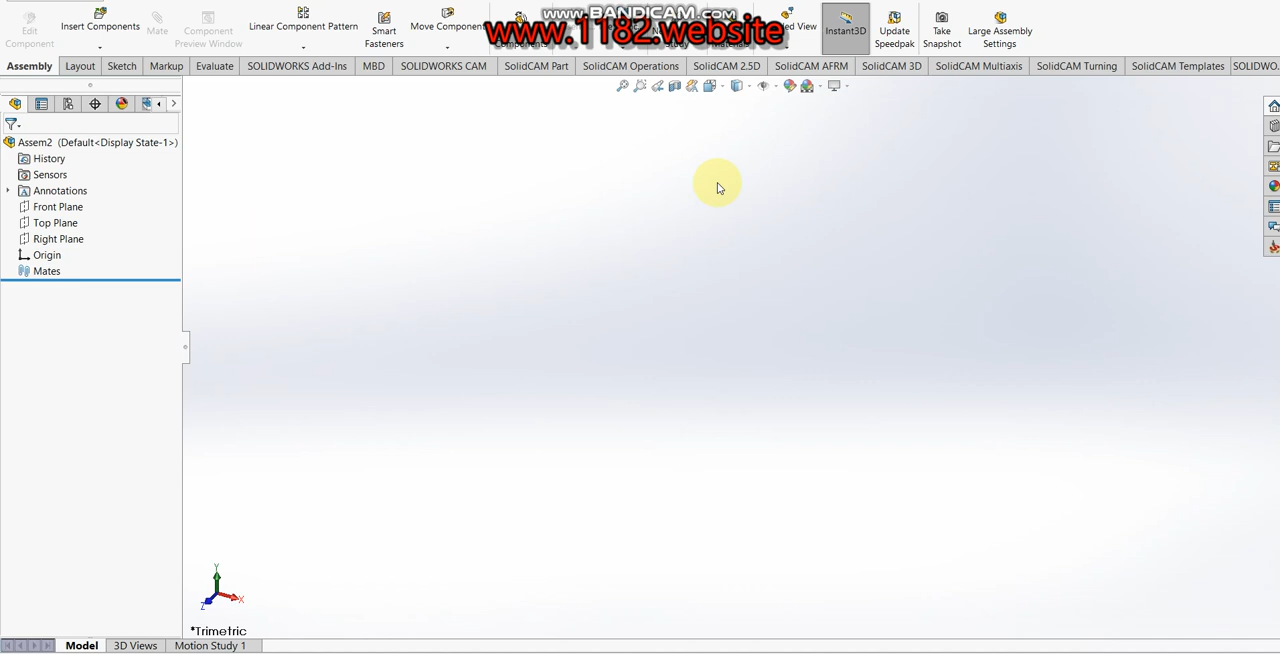 www.BANDICAM.com
www.1182.website
Edit Component
Insert Components
Mate
Component Preview Window
Linear Component Pattern
Smart Fasteners
Move Component
Instant3D
Update Speedpak
Take Snapshot
Large Assembly Settings
Assembly
Layout
Sketch
Markup
Evaluate
SOLIDWORKS Add-Ins
MBD
SOLIDWORKS CAM
SolidCAM Part
SolidCAM Operations
SolidCAM 2.5D
SolidCAM AFRM
SolidCAM 3D
SolidCAM Multiaxis
SolidCAM Turning
SolidCAM Templates
SOLIDWO
Assem2 (Default<Display State-1>)
History
Sensors
Annotations
Front Plane
Top Plane
Right Plane
Origin
Mates
Y
X
Z
*Trimetric
Model
3D Views
Motion Study 1